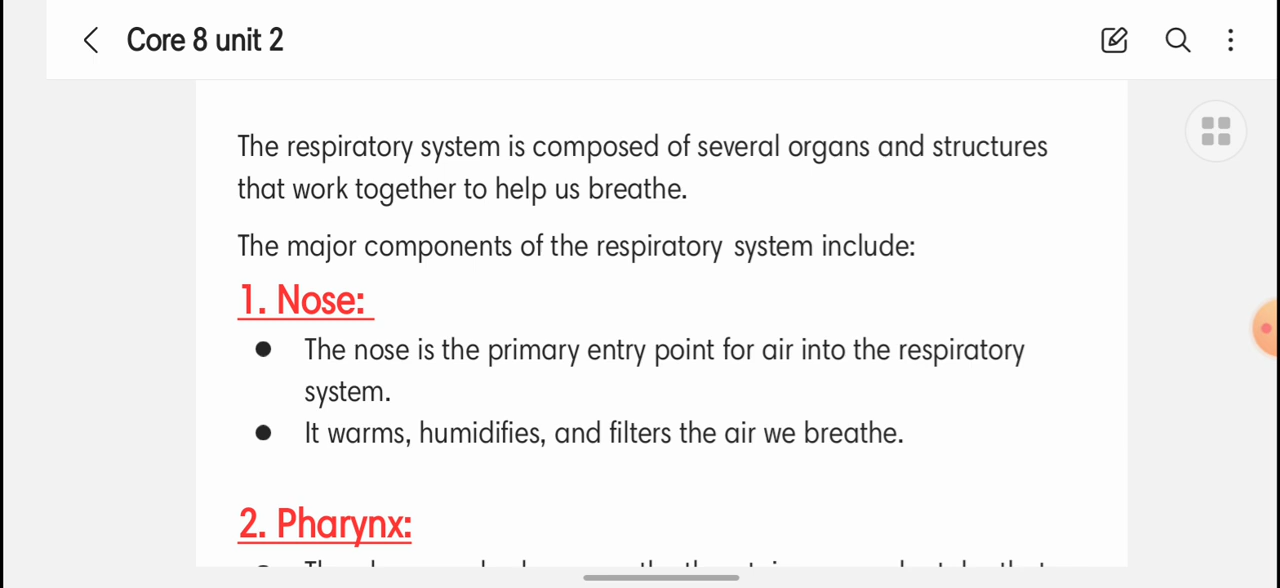 Core 8 unit 2
The respiratory system is composed of several organs and structures
that work together to help us breathe.
The major components of the respiratory system include:
1. Nose:
● The nose is the primary entry point for air into the respiratory
system.
● It warms, humidifies, and filters the air we breathe.
2. Pharynx: